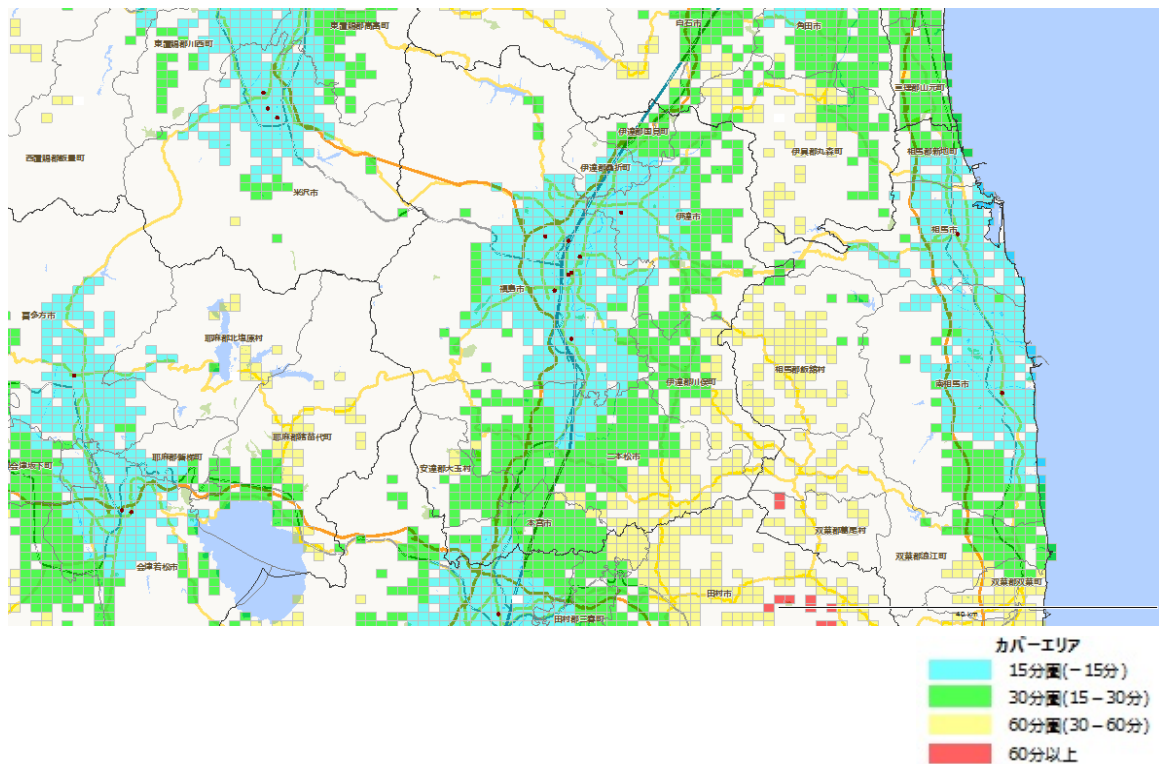 東置賜郡高畠町
白石市
角田市
東置賜郡川西町
亘理郡山元町
伊達郡国見町
西置賜郡飯豊町
伊具郡丸森町
相馬郡新地町
伊達郡桑折町
米沢市
伊達市
相馬市
福島市
喜多方市
耶麻郡北塩原村
相馬郡飯舘村
伊達郡川俣町
南相馬市
耶麻郡猪苗代町
耶麻郡磐梯町
二本松市
会津坂下町
安達郡大玉村
本宮市
双葉郡葛尾村
双葉郡浪江町
会津若松市
双葉郡双葉町
田村市
40 km
田村郡三春町
カバーエリア
15分圏(－15分)
30分圏(15－30分)
60分圏(30－60分)
60分以上